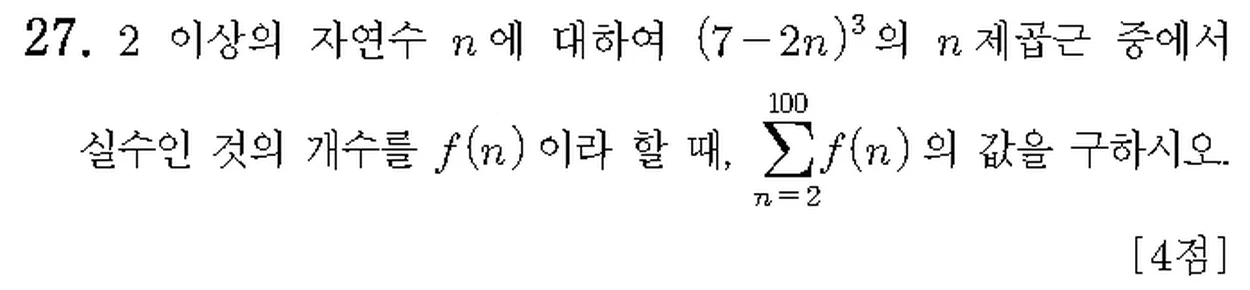 27. 2 이상의 자연수 n에 대하여 (7−2n)³의 n제곱근 중에서
실수인 것의 개수를 f(n)이라 할 때, \sum_{n=2}^{100} f(n)의 값을 구하시오.
[4점]